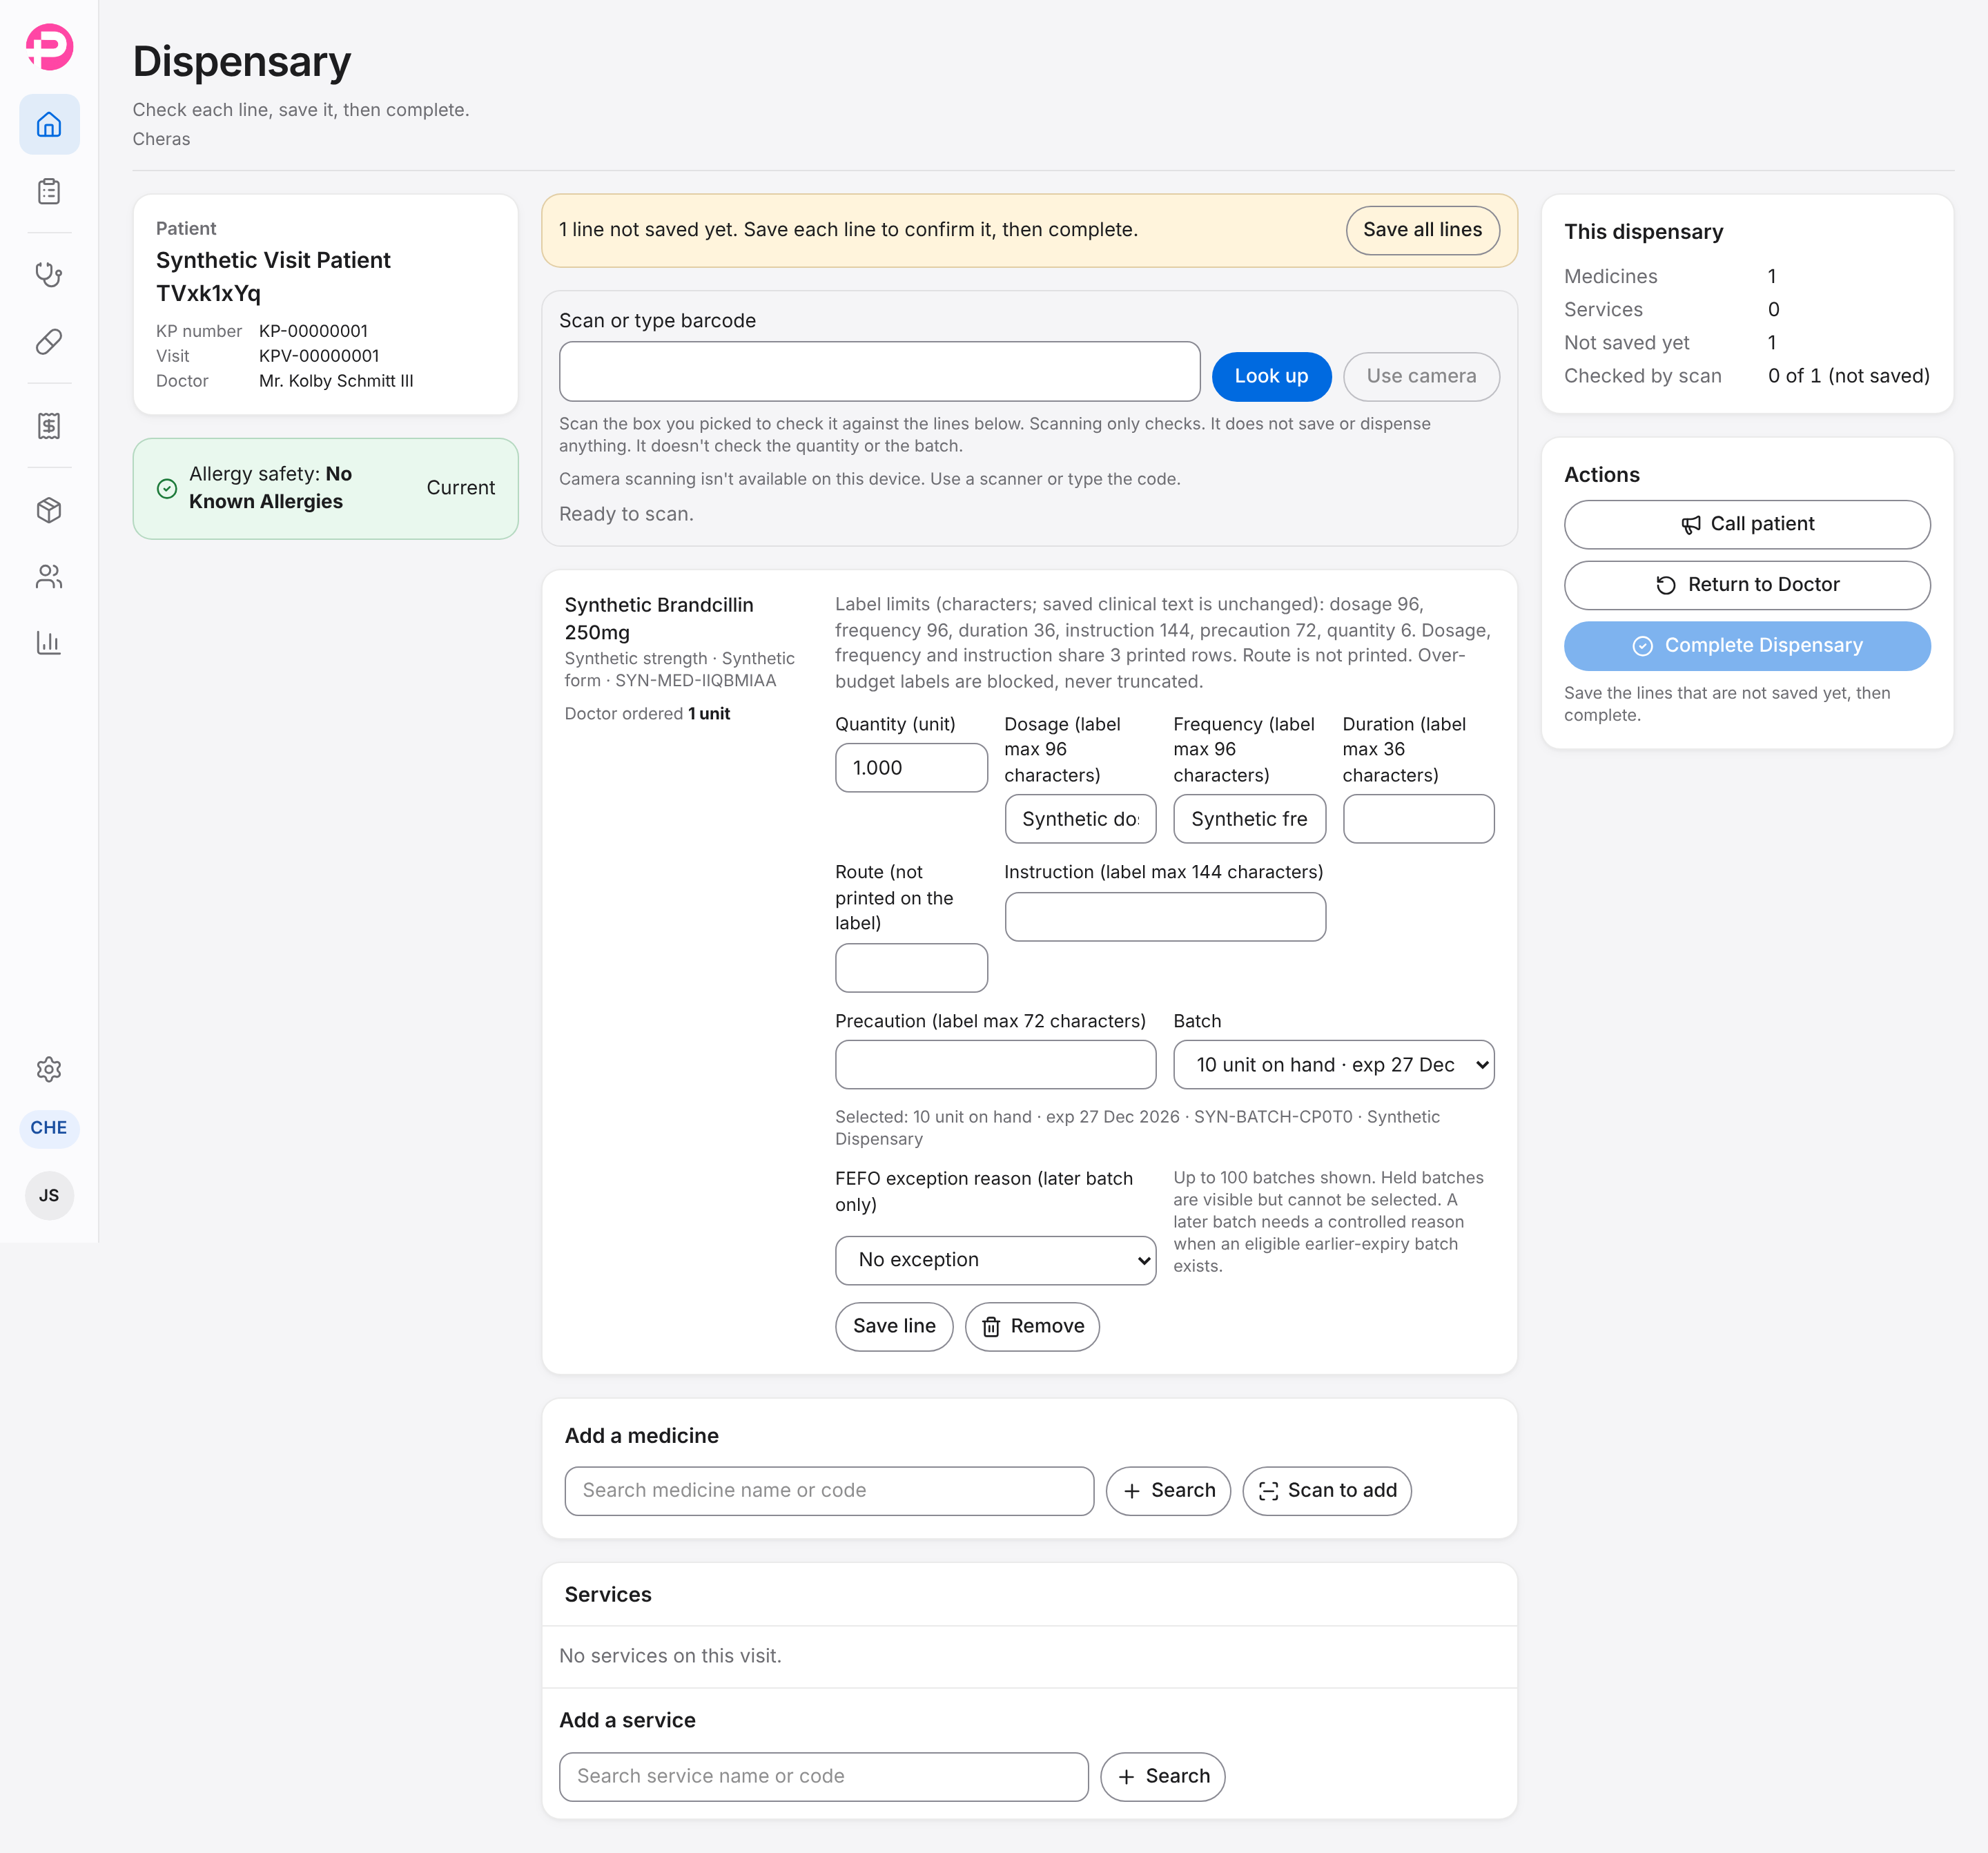 Dispensary
Check each line, save it, then complete.
Cheras
Patient
Synthetic Visit Patient
TVxk1xYq
KP number KP-00000001
Visit KPV-00000001
Doctor Mr. Kolby Schmitt III
Allergy safety: No
Known Allergies
Current
1 line not saved yet. Save each line to confirm it, then complete.
Save all lines
Scan or type barcode
Look up
Use camera
Scan the box you picked to check it against the lines below. Scanning only checks. It does not save or dispense
anything. It doesn't check the quantity or the batch.
Camera scanning isn't available on this device. Use a scanner or type the code.
Ready to scan.
Synthetic Brandcillin
250mg
Synthetic strength · Synthetic
form · SYN-MED-IIQBMIAA
Doctor ordered 1 unit
Label limits (characters; saved clinical text is unchanged): dosage 96,
frequency 96, duration 36, instruction 144, precaution 72, quantity 6. Dosage,
frequency and instruction share 3 printed rows. Route is not printed. Over-
budget labels are blocked, never truncated.
Quantity (unit)
1.000
Dosage (label
max 96
characters)
Synthetic do
Frequency (label
max 96
characters)
Synthetic fre
Duration (label
max 36
characters)
Route (not
printed on the
label)
Instruction (label max 144 characters)
Precaution (label max 72 characters)
Batch
10 unit on hand · exp 27 Dec
Selected: 10 unit on hand · exp 27 Dec 2026 · SYN-BATCH-CP0T0 · Synthetic
Dispensary
FEFO exception reason (later batch
only)
No exception
Up to 100 batches shown. Held batches
are visible but cannot be selected. A
later batch needs a controlled reason
when an eligible earlier-expiry batch
exists.
Save line
Remove
Add a medicine
Search medicine name or code
Search
Scan to add
Services
No services on this visit.
Add a service
Search service name or code
Search
This dispensary
Medicines 1
Services 0
Not saved yet 1
Checked by scan 0 of 1 (not saved)
Actions
Call patient
Return to Doctor
Complete Dispensary
Save the lines that are not saved yet, then
complete.
CHE
JS